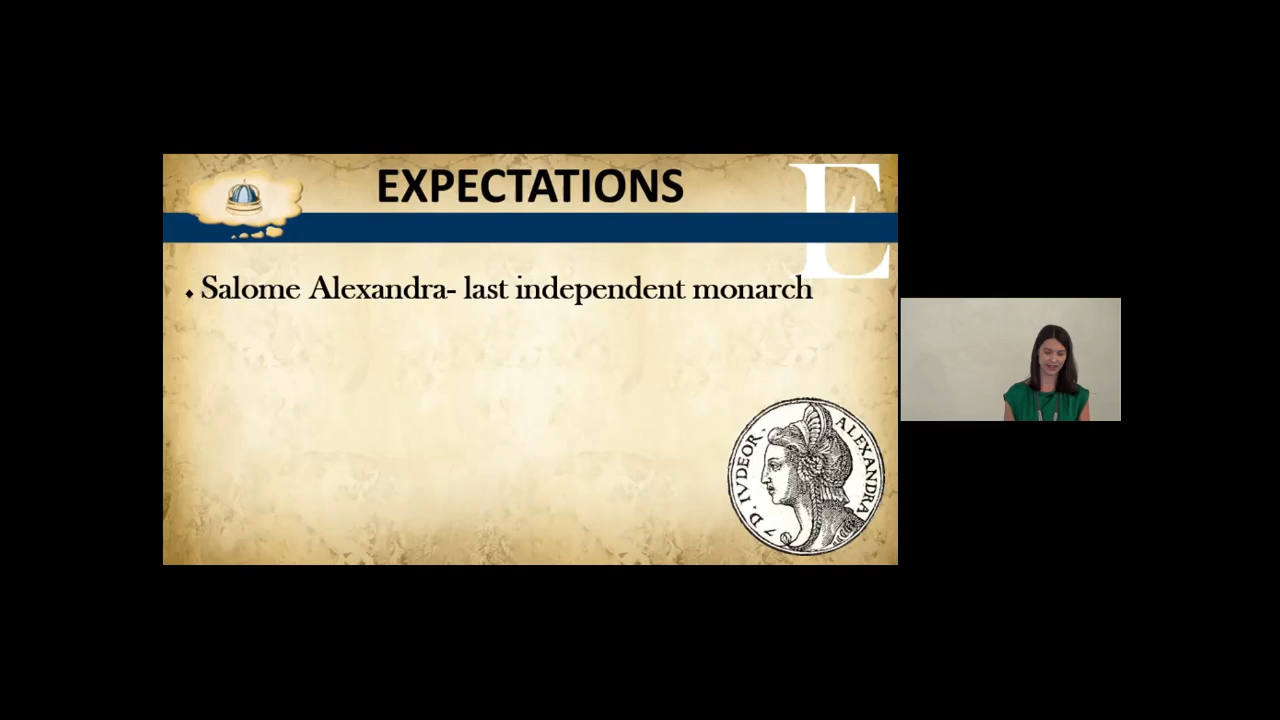 EXPECTATIONS
E
⬩ Salome Alexandra- last independent monarch
ALEXANDRA
D. IVDEOR.